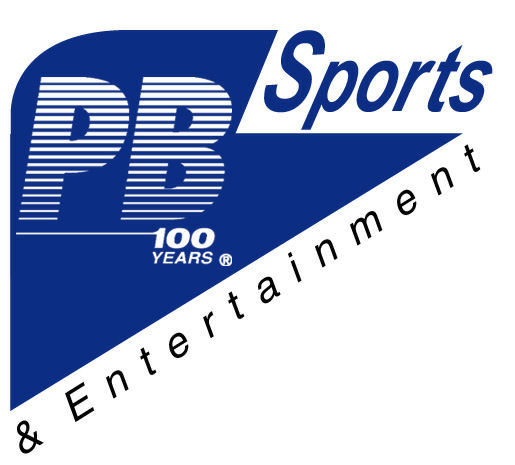 Sports
PB
100
YEARS ®
& Entertainment